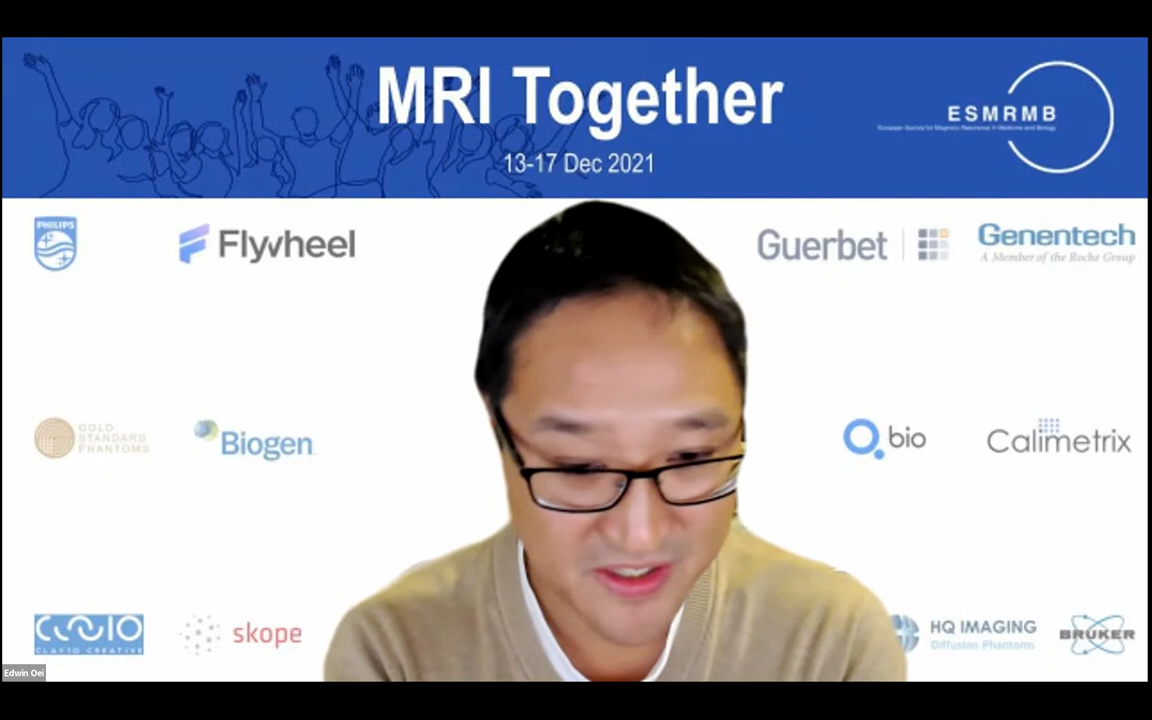 MRI Together
13-17 Dec 2021
ESMRMB
European Society for Magnetic Resonance in Medicine and Biology
PHILIPS
Flywheel
Guerbet
Genentech
A Member of the Roche Group
GOLD
STANDARD
PHANTOMS
Biogen
Q bio
Calimetrix
CLAYTO CREATIVE
skope
HQ IMAGING
Diffusion Phantoms
BRUKER
Edwin Oei